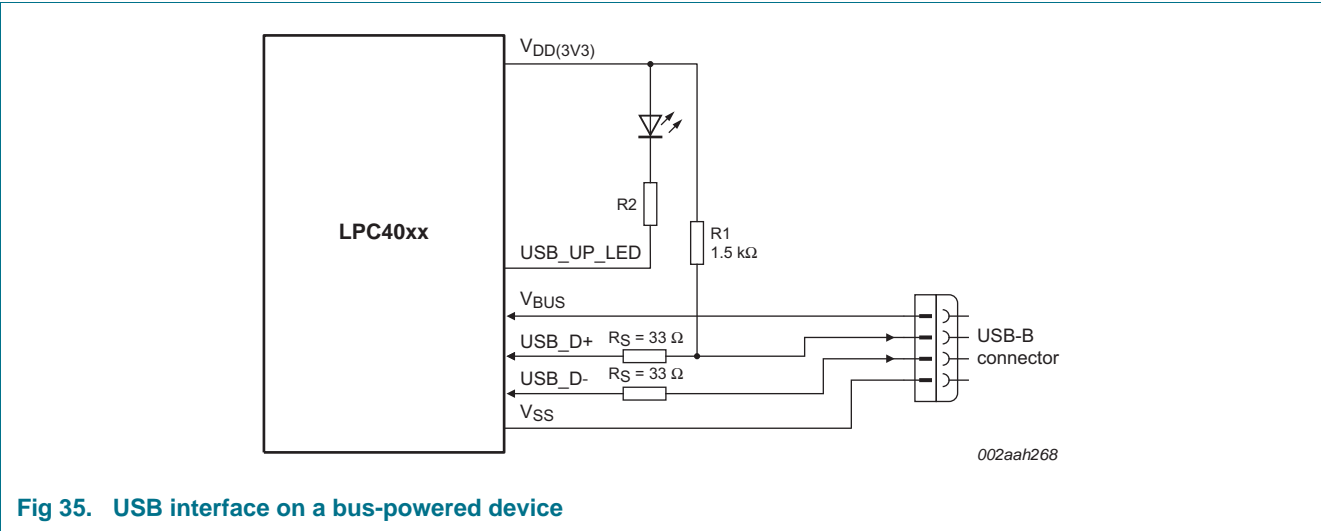 VDD(3V3)
R2
LPC40xx
R1
1.5 kΩ
USB_UP_LED
VBUS
USB_D+
RS = 33 Ω
USB-B
connector
USB_D-
RS = 33 Ω
VSS
002aah268
Fig 35. USB interface on a bus-powered device